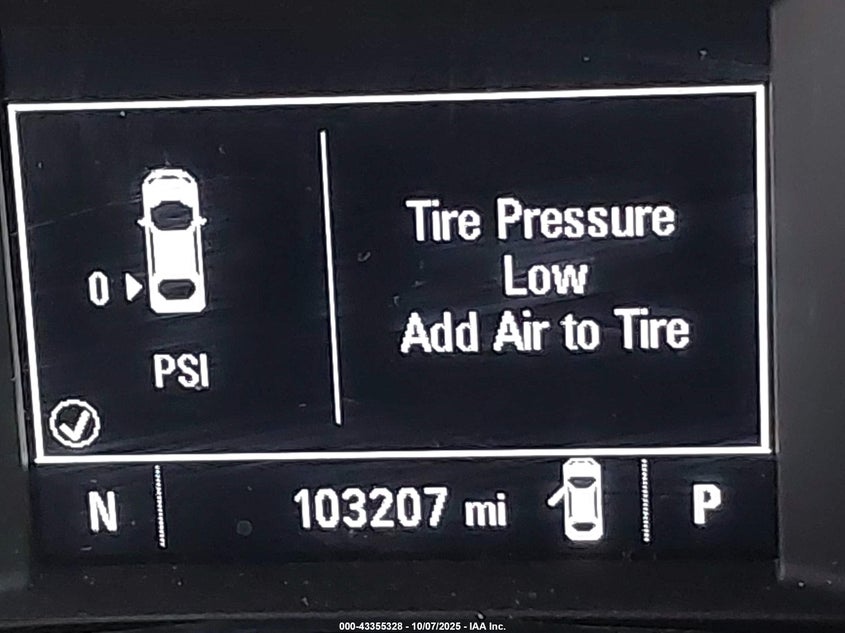 Tire Pressure
Low
Add Air to Tire
0
PSI
N
103207 mi
P
000-43355328 - 10/07/2025 - IAA Inc.